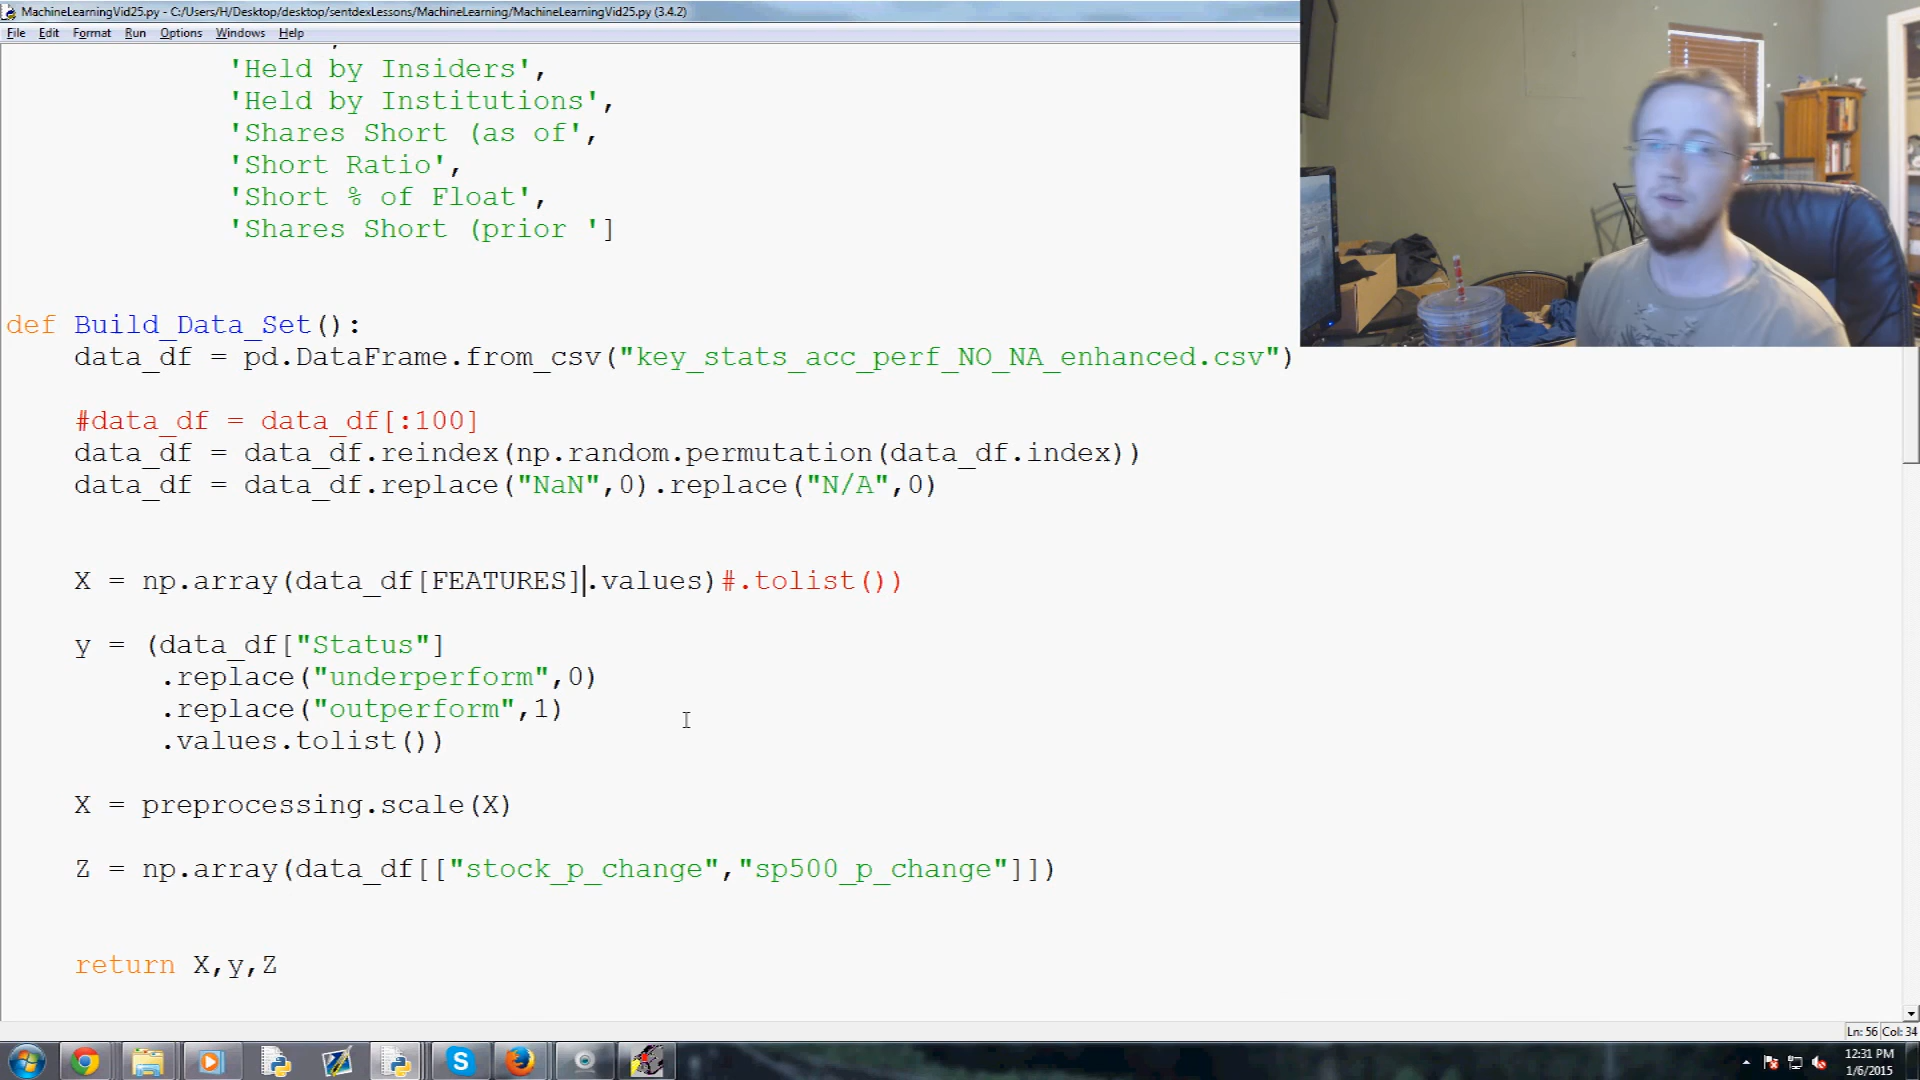 MachineLearningVid25.py - C:/Users/H/Desktop/desktop/sentdexLessons/MachineLearning/MachineLearningVid25.py (3.4.2)
File Edit Format Run Options Windows Help
'Held by Insiders',
'Held by Institutions',
'Shares Short (as of',
'Short Ratio',
'Short % of Float',
'Shares Short (prior ']
def Build_Data_Set():
data_df = pd.DataFrame.from_csv("key_stats_acc_perf_NO_NA_enhanced.csv")
#data_df = data_df[:100]
data_df = data_df.reindex(np.random.permutation(data_df.index))
data_df = data_df.replace("NaN",0).replace("N/A",0)
X = np.array(data_df[FEATURES].values)#.tolist())
y = (data_df["Status"]
.replace("underperform",0)
.replace("outperform",1)
.values.tolist())
X = preprocessing.scale(X)
Z = np.array(data_df[["stock_p_change","sp500_p_change"]])
return X,y,Z
Ln: 56 Col: 34
12:31 PM
1/6/2015